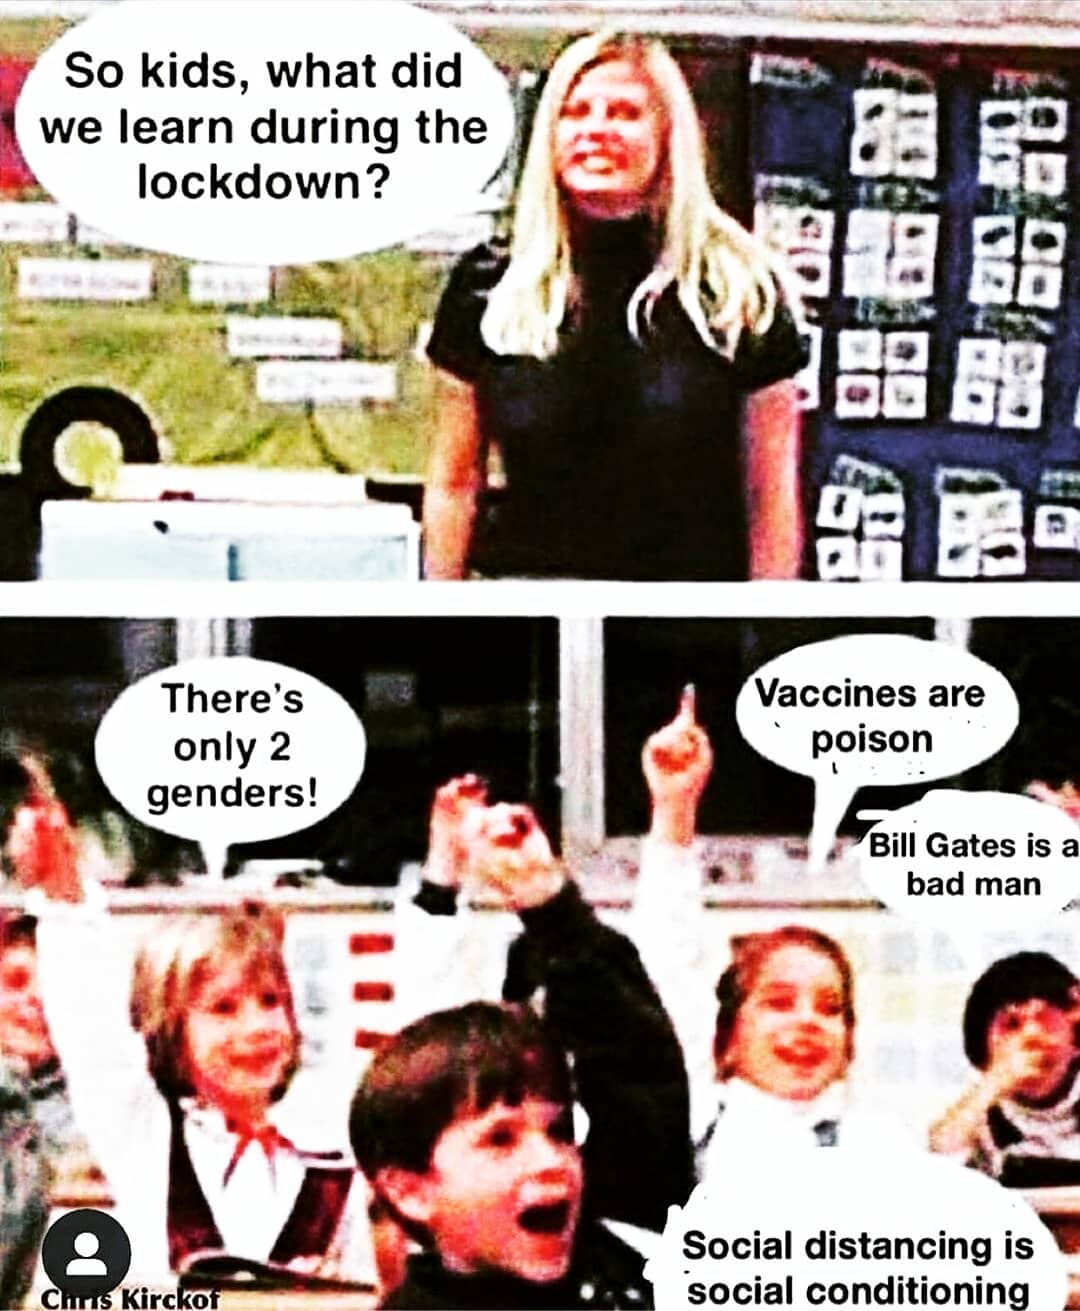 So kids, what did
we learn during the
lockdown?
There's
only 2
genders!
Vaccines are
poison
Bill Gates is a
bad man
Social distancing is
social conditioning
Chris Kirckof